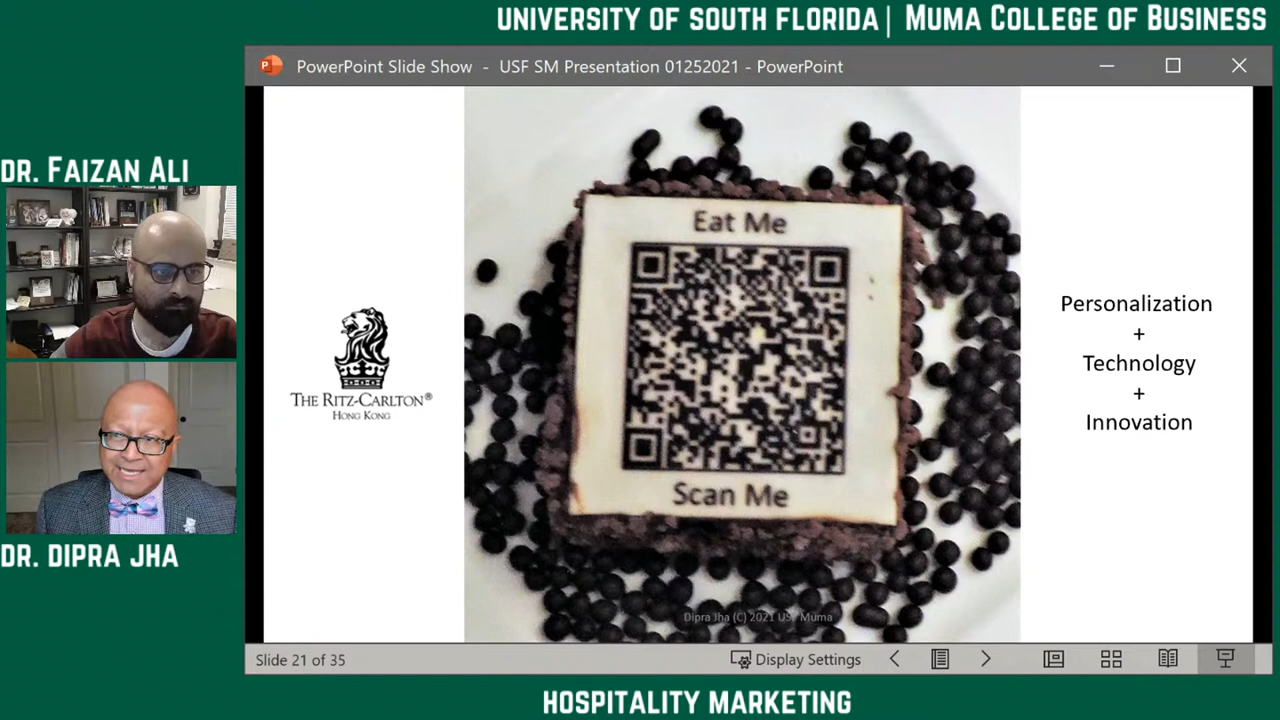 UNIVERSITY OF SOUTH FLORIDA | MUMA COLLEGE OF BUSINESS
PowerPoint Slide Show - USF SM Presentation 01252021 - PowerPoint
DR. FAIZAN ALI
DR. DIPRA JHA
THE RITZ-CARLTON®
HONG KONG
Eat Me
Scan Me
Dipra Jha (C) 2021 USF Muma
Personalization
+
Technology
+
Innovation
Slide 21 of 35
Display Settings
HOSPITALITY MARKETING